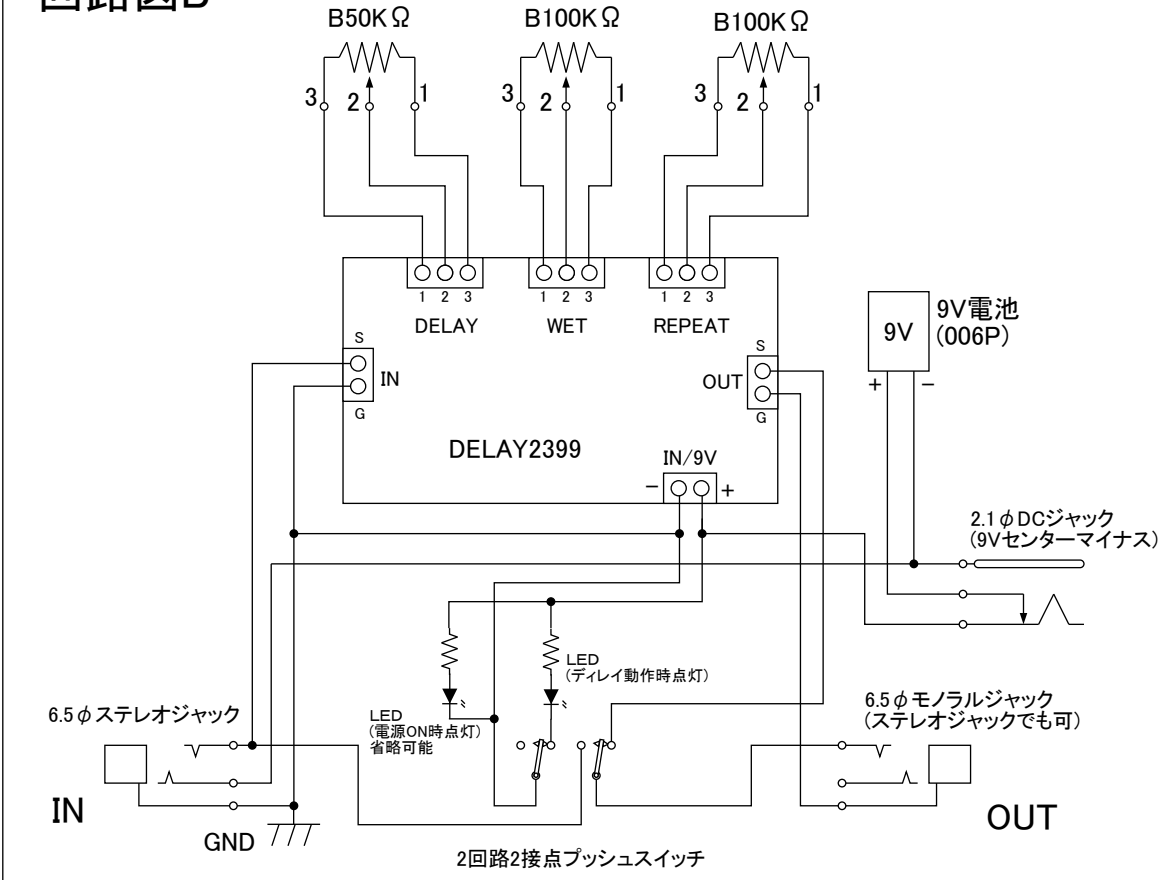 回路図B
B50KΩ
B100KΩ
B100KΩ
3 2 1
3 2 1
3 2 1
1 2 3
1 2 3
1 2 3
DELAY
WET
REPEAT
9V
9V電池
(006P)
+ −
S
IN
G
S
OUT
G
DELAY2399
IN/9V
− +
2.1φDCジャック
(9Vセンターマイナス)
LED
(ディレイ動作時点灯)
LED
(電源ON時点灯)
省略可能
6.5φステレオジャック
6.5φモノラルジャック
(ステレオジャックでも可)
IN
GND
OUT
2回路2接点プッシュスイッチ